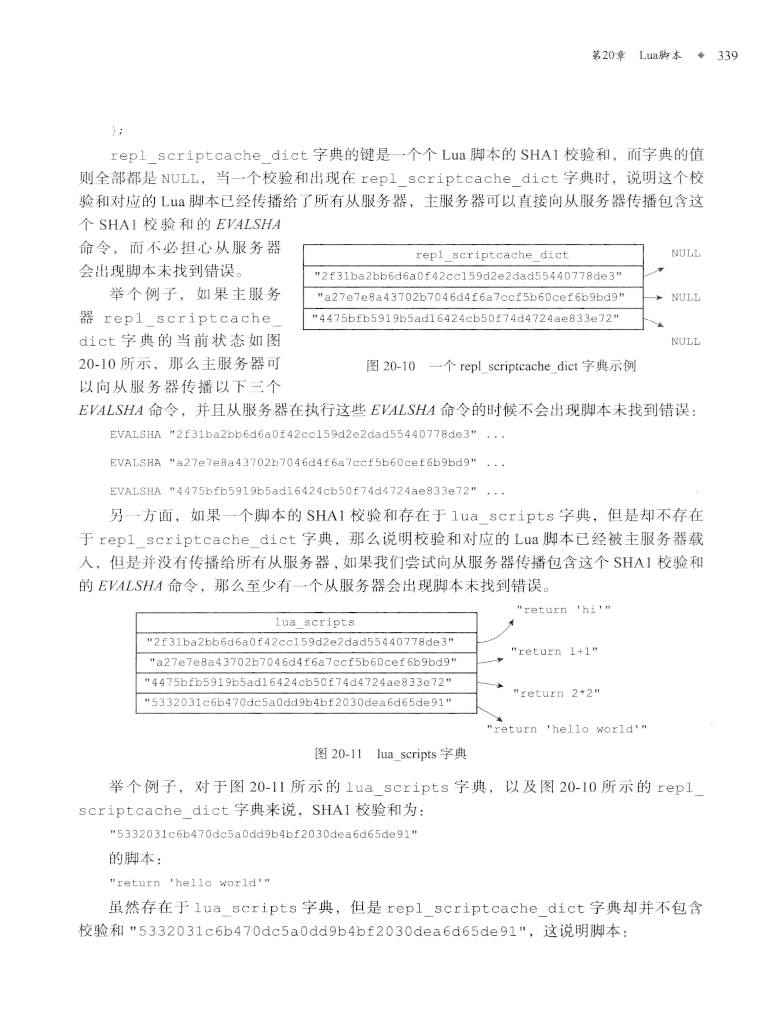 第20章 Lua脚本 ◆ 339
};
repl_scriptcache_dict 字典的键是一个个 Lua 脚本的 SHA1 校验和，而字典的值
则全部都是 NULL，当一个校验和出现在 repl_scriptcache_dict 字典时，说明这个校
验和对应的 Lua 脚本已经传播给了所有从服务器，主服务器可以直接向从服务器传播包含这
个 SHA1 校验和的 EVALSHA
命令，而不必担心从服务器
会出现脚本未找到错误。
举个例子，如果主服务
器 repl_scriptcache_
dict 字典的当前状态如图
20-10 所示，那么主服务器可
以向从服务器传播以下三个
repl_scriptcache_dict
"2f31ba2bb6d6a0f42cc159d2e2dad55440778de3"
"a27e7e8a43702b7046d4f6a7ccf5b60cef6b9bd9"
"4475bfb5919b5ad16424cb50f74d4724ae833e72"
NULL
NULL
NULL
图 20-10 一个 repl_scriptcache_dict 字典示例
EVALSHA 命令，并且从服务器在执行这些 EVALSHA 命令的时候不会出现脚本未找到错误：
EVALSHA "2f31ba2bb6d6a0f42cc159d2e2dad55440778de3" ...
EVALSHA "a27e7e8a43702b7046d4f6a7ccf5b60cef6b9bd9" ...
EVALSHA "4475bfb5919b5ad16424cb50f74d4724ae833e72" ...
另一方面，如果一个脚本的 SHA1 校验和存在于 lua_scripts 字典，但是却不存在
于 repl_scriptcache_dict 字典，那么说明校验和对应的 Lua 脚本已经被主服务器载
入，但是并没有传播给所有从服务器，如果我们尝试向从服务器传播包含这个 SHA1 校验和
的 EVALSHA 命令，那么至少有一个从服务器会出现脚本未找到错误。
lua_scripts
"2f31ba2bb6d6a0f42cc159d2e2dad55440778de3"
"a27e7e8a43702b7046d4f6a7ccf5b60cef6b9bd9"
"4475bfb5919b5ad16424cb50f74d4724ae833e72"
"5332031c6b470dc5a0dd9b4bf2030dea6d65de91"
"return 'hi'"
"return 1+1"
"return 2*2"
"return 'hello world'"
图 20-11 lua_scripts 字典
举个例子，对于图 20-11 所示的 lua_scripts 字典，以及图 20-10 所示的 repl_
scriptcache_dict 字典来说，SHA1 校验和为：
"5332031c6b470dc5a0dd9b4bf2030dea6d65de91"
的脚本：
"return 'hello world'"
虽然存在于 lua_scripts 字典，但是 repl_scriptcache_dict 字典却并不包含
校验和 "5332031c6b470dc5a0dd9b4bf2030dea6d65de91"，这说明脚本：